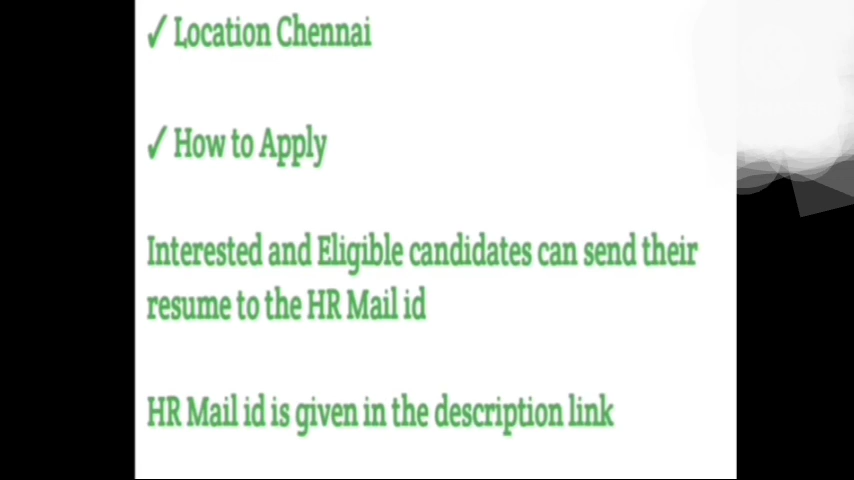 ✓ Location Chennai
✓ How to Apply
Interested and Eligible candidates can send their
resume to the HR Mail id
HR Mail id is given in the description link